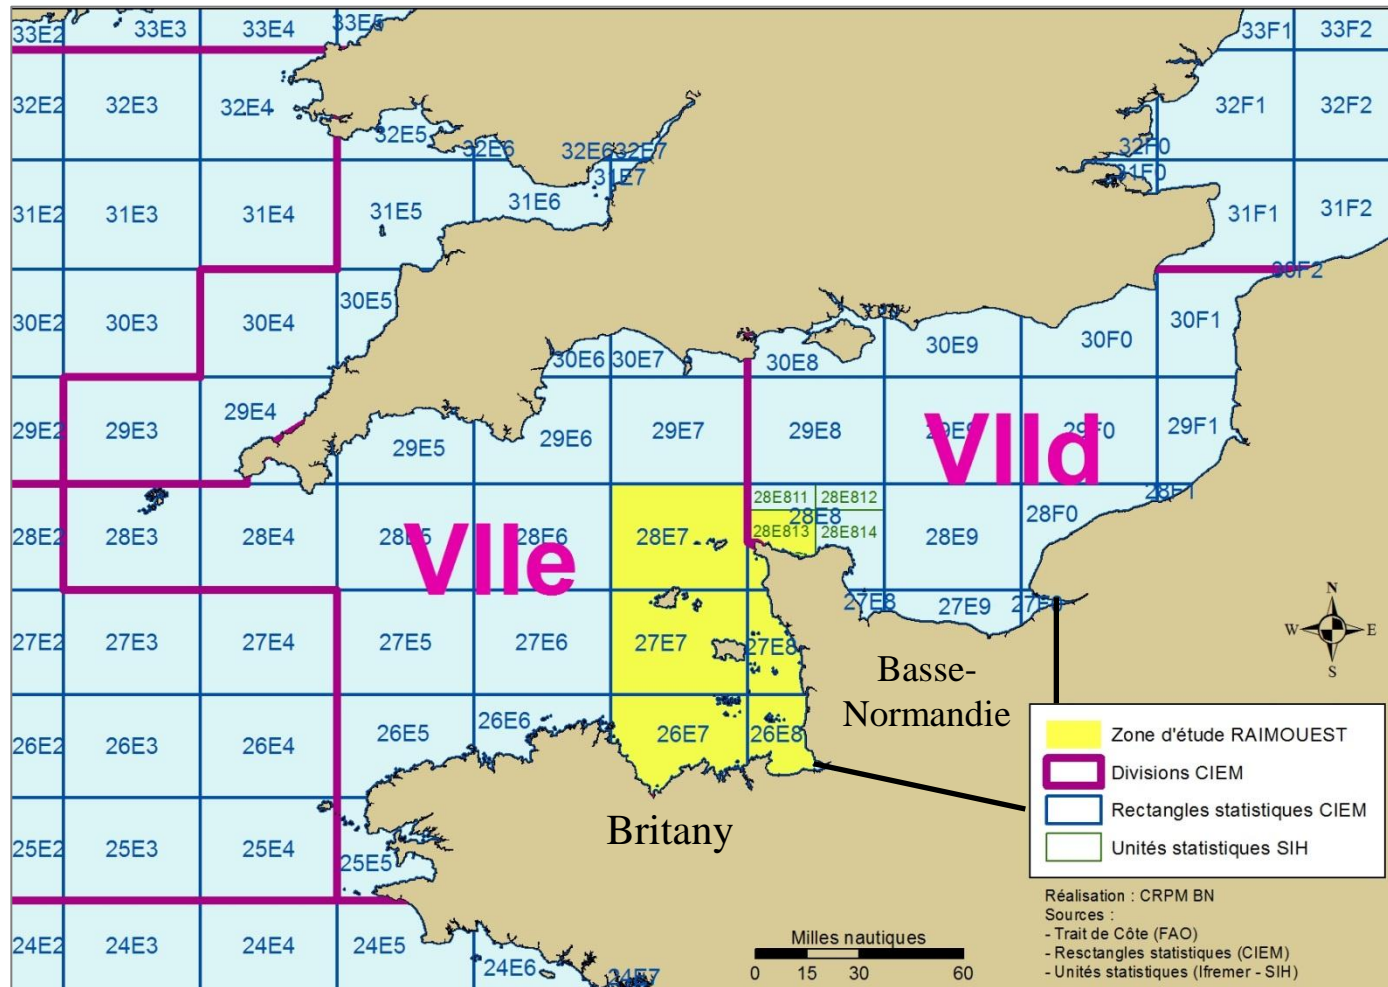 33E2 33E3 33E4 33E5 33F1 33F2
32E2 32E3 32E4 32E5 32E6 32E6 32E7 32F0 32F1 32F2
31E2 31E3 31E4 31E5 31E6 31E7 31F0 31F1 31F2
30E2 30E3 30E4 30E5 30E6 30E7 30E8 30E9 30F0 30F1 30F2
29E2 29E3 29E4 29E5 29E6 29E7 29E8 29E9 29F0 29F1
VIId
28E811 28E812
28E813 28E814
28E2 28E3 28E4 28E5 28E6 28E7 28E8 28E9 28F0 28F1
VIIe
27E2 27E3 27E4 27E5 27E6 27E7 27E8 27E8 27E9 27F0
26E2 26E3 26E4 26E5 26E6 26E7 26E8
25E2 25E3 25E4 25E5
24E2 24E3 24E4 24E5 24E6 24E7
Basse-
Normandie
Britany
N
W E
S
Zone d'étude RAIMOUEST
Divisions CIEM
Rectangles statistiques CIEM
Unités statistiques SIH
Réalisation : CRPM BN
Sources :
- Trait de Côte (FAO)
- Resctangles statistiques (CIEM)
- Unités statistiques (Ifremer - SIH)
Milles nautiques
0 15 30 60